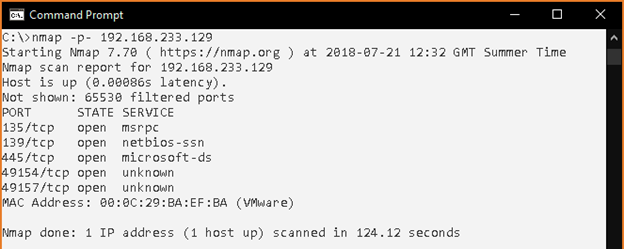 Command Prompt
C:\>nmap -p- 192.168.233.129
Starting Nmap 7.70 ( https://nmap.org ) at 2018-07-21 12:32 GMT Summer Time
Nmap scan report for 192.168.233.129
Host is up (0.00086s latency).
Not shown: 65530 filtered ports
PORT      STATE SERVICE
135/tcp   open  msrpc
139/tcp   open  netbios-ssn
445/tcp   open  microsoft-ds
49154/tcp open  unknown
49157/tcp open  unknown
MAC Address: 00:0C:29:BA:EF:BA (VMware)
Nmap done: 1 IP address (1 host up) scanned in 124.12 seconds